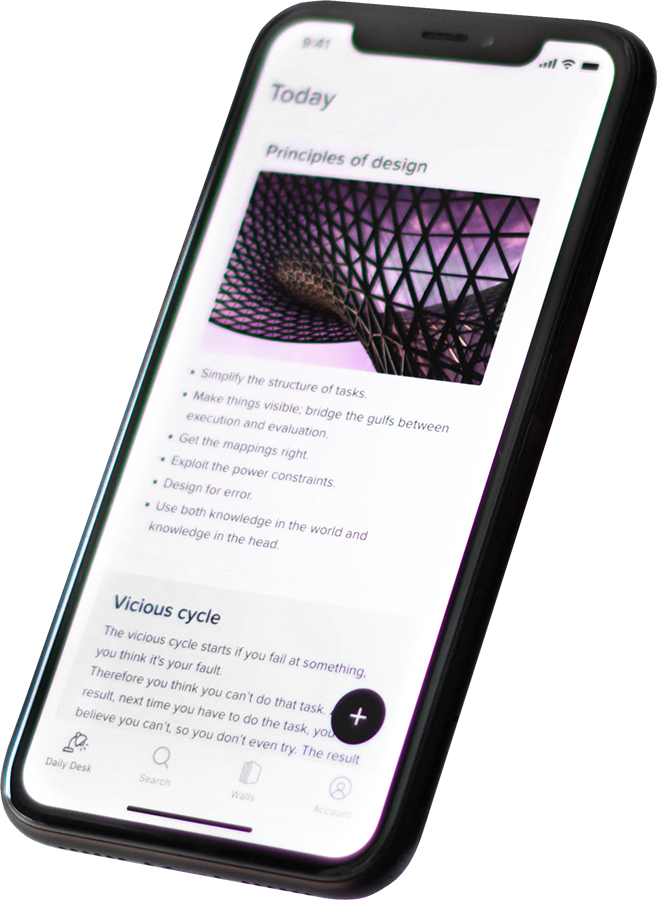 9:41
Today
Principles of design
• Simplify the structure of tasks.
• Make things visible; bridge the gulfs between
execution and evaluation.
• Get the mappings right.
• Exploit the power constraints.
• Design for error.
• Use both knowledge in the world and
knowledge in the head.
Vicious cycle
The vicious cycle starts if you fail at something,
you think it's your fault.
Therefore you think you can't do that task.
result, next time you have to do the task, you
believe you can't, so you don't even try. The result
+
Daily Desk
Search
Walls
Account